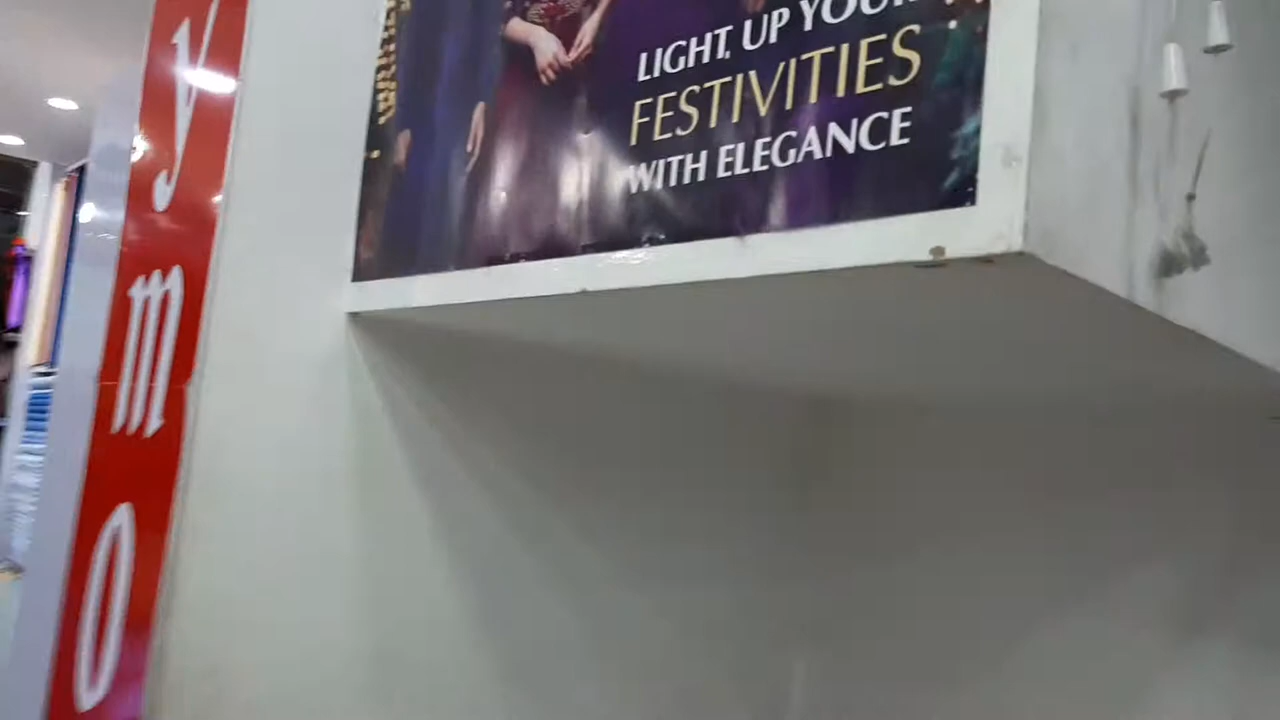 LIGHT UP YOUR
FESTIVITIES
WITH ELEGANCE
y
m
o